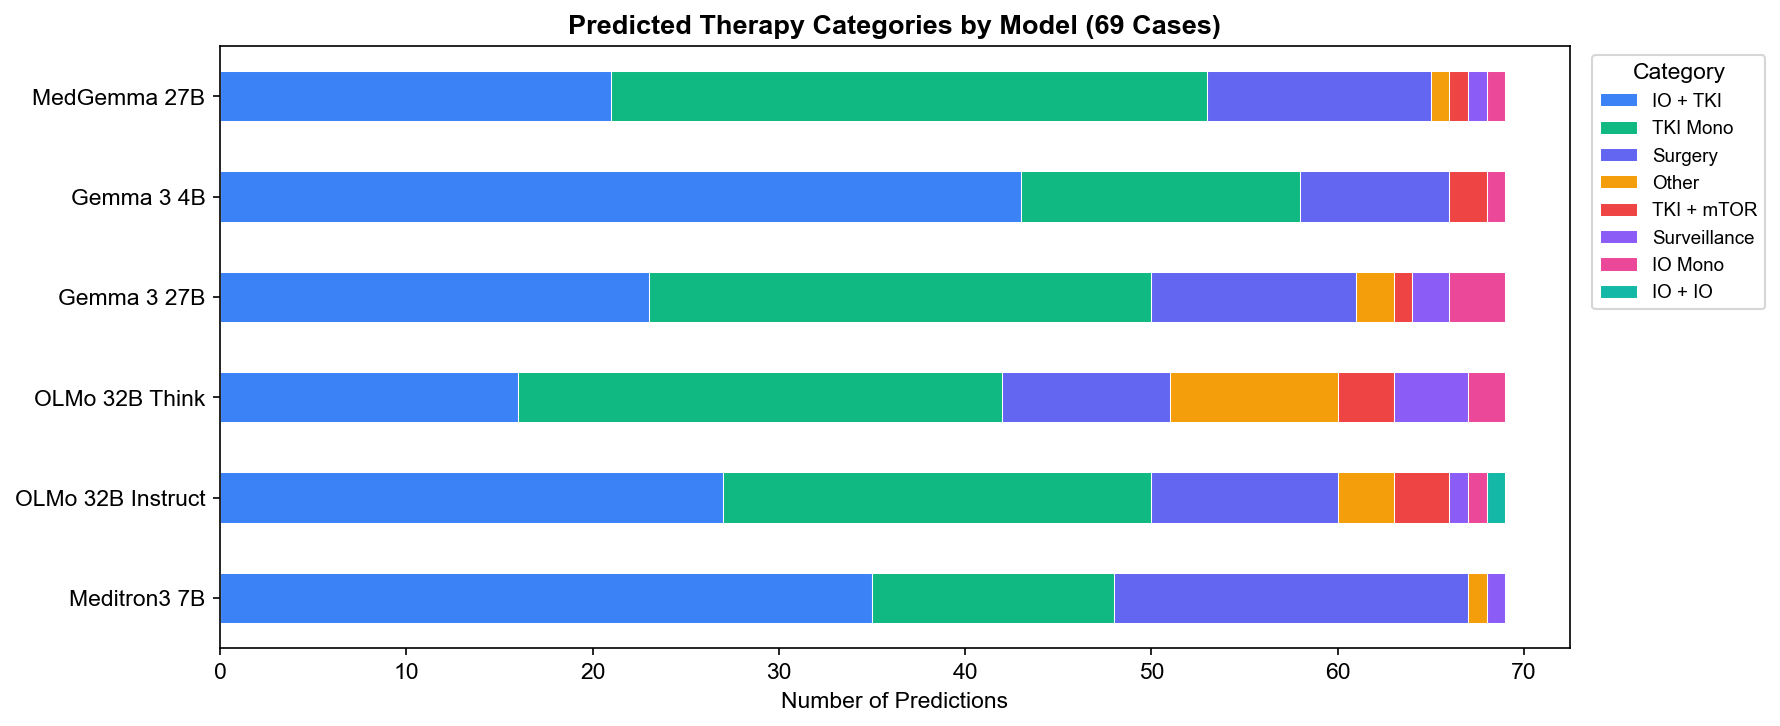 Predicted Therapy Categories by Model (69 Cases)
MedGemma 27B
Gemma 3 4B
Gemma 3 27B
OLMo 32B Think
OLMo 32B Instruct
Meditron3 7B
0 10 20 30 40 50 60 70
Number of Predictions
Category
IO + TKI
TKI Mono
Surgery
Other
TKI + mTOR
Surveillance
IO Mono
IO + IO